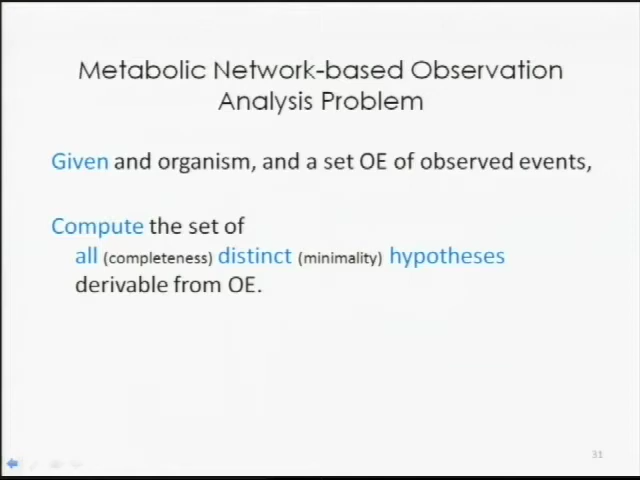 Metabolic Network-based Observation
Analysis Problem
Given and organism, and a set OE of observed events,
Compute the set of
all (completeness) distinct (minimality) hypotheses
derivable from OE.
31